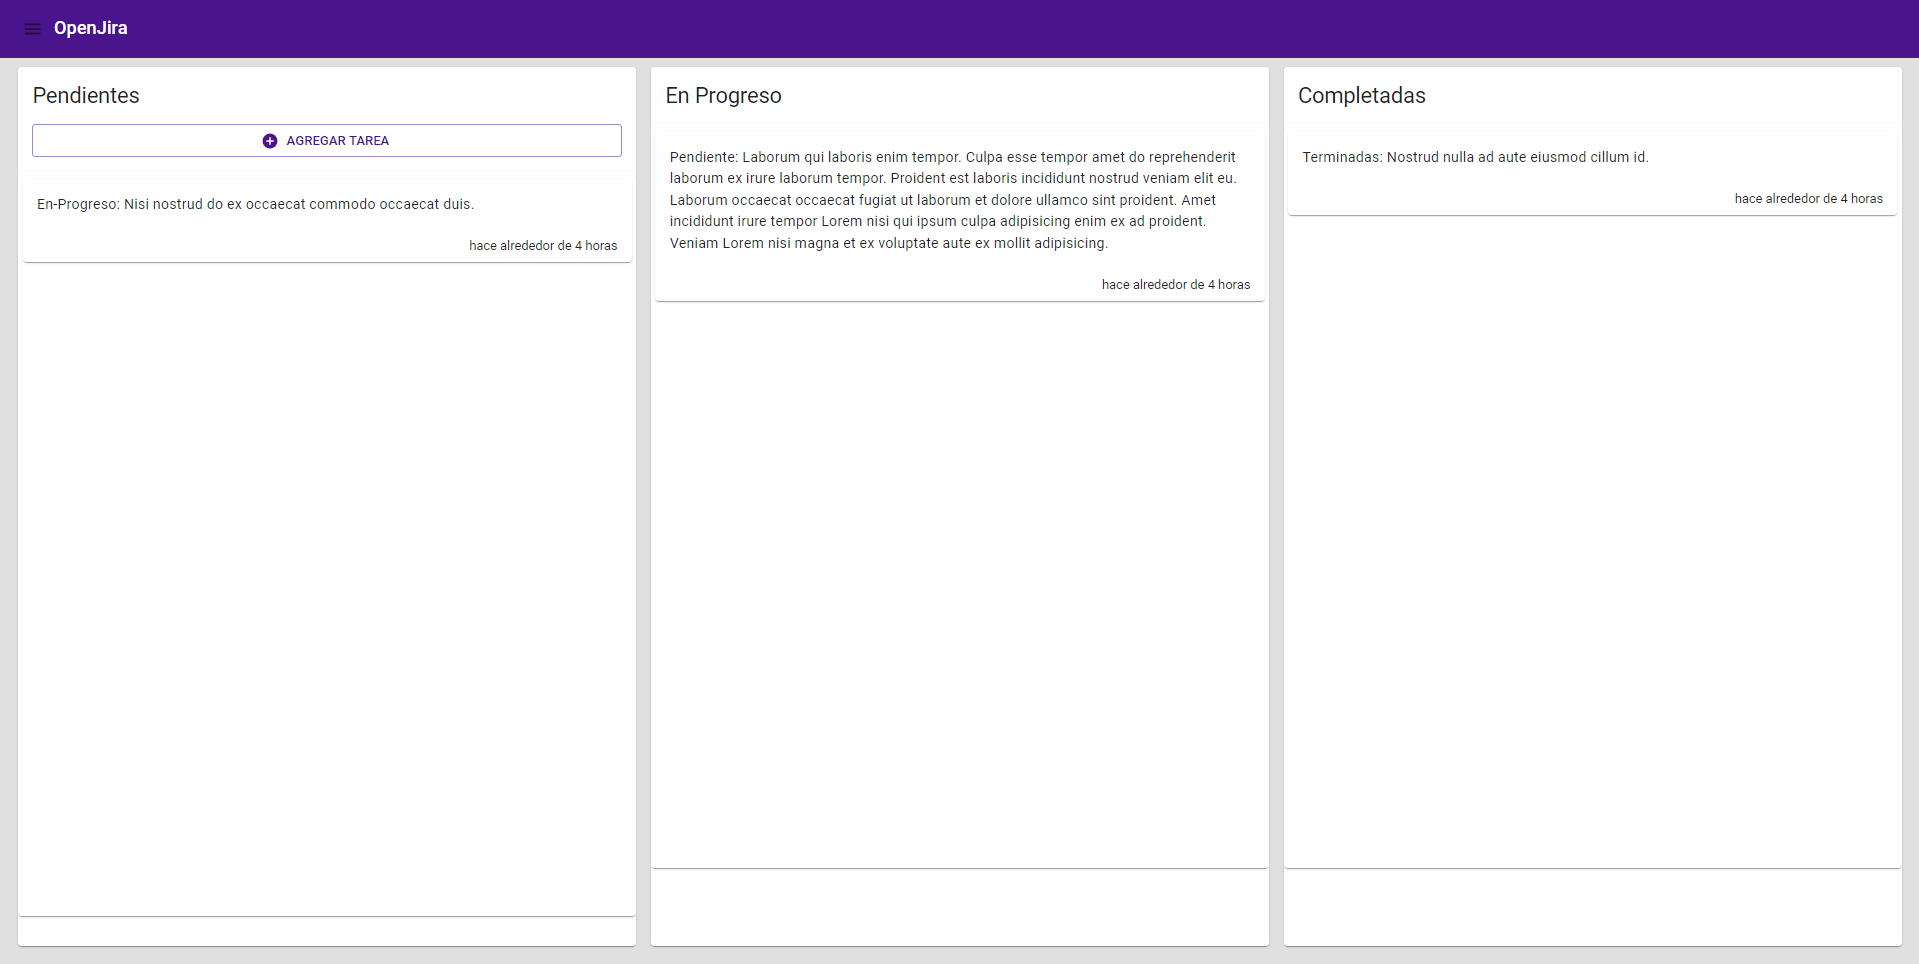 OpenJira
Pendientes
AGREGAR TAREA
En-Progreso: Nisi nostrud do ex occaecat commodo occaecat duis.
hace alrededor de 4 horas
En Progreso
Pendiente: Laborum qui laboris enim tempor. Culpa esse tempor amet do reprehenderit
laborum ex irure laborum tempor. Proident est laboris incididunt nostrud veniam elit eu.
Laborum occaecat occaecat fugiat ut laborum et dolore ullamco sint proident. Amet
incididunt irure tempor Lorem nisi qui ipsum culpa adipisicing enim ex ad proident.
Veniam Lorem nisi magna et ex voluptate aute ex mollit adipisicing.
hace alrededor de 4 horas
Completadas
Terminadas: Nostrud nulla ad aute eiusmod cillum id.
hace alrededor de 4 horas